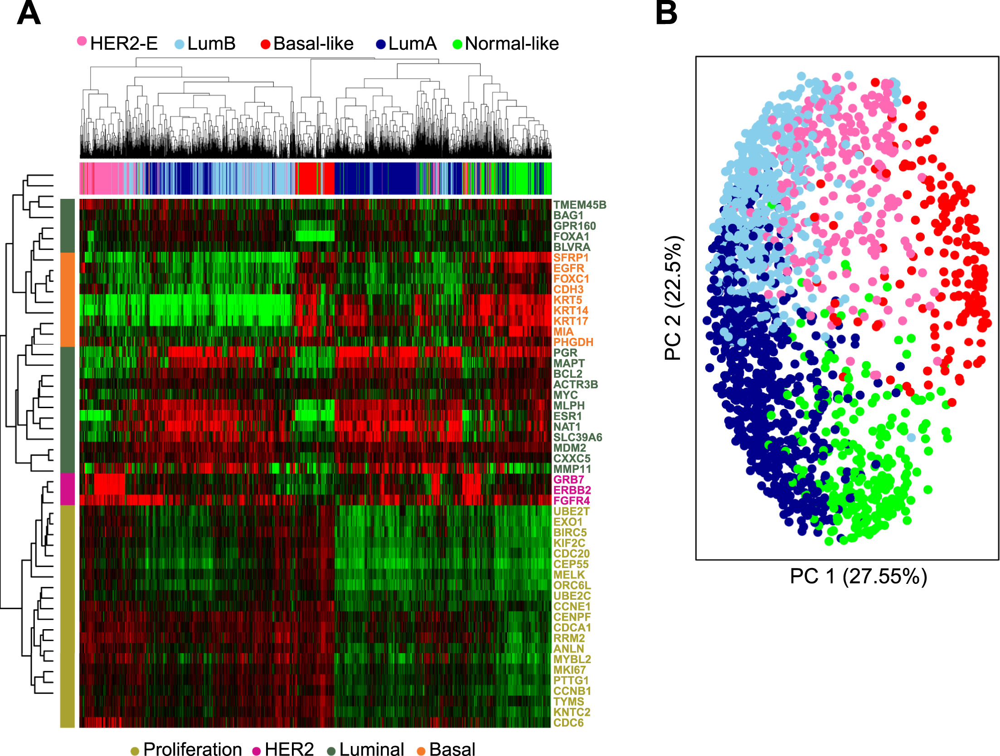 A
B
HER2-E LumB Basal-like LumA Normal-like
TMEM45B
BAG1
GPR160
FOXA1
BLVRA
SFRP1
EGFR
FOXC1
CDH3
KRT5
KRT14
KRT17
MIA
PHGDH
PGR
MAPT
BCL2
ACTR3B
MYC
MLPH
ESR1
NAT1
SLC39A6
MDM2
CXXC5
MMP11
GRB7
ERBB2
FGFR4
UBE2T
EXO1
BIRC5
KIF2C
CDC20
CEP55
MELK
ORC6L
UBE2C
CCNE1
CENPF
CDCA1
RRM2
ANLN
MYBL2
MKI67
PTTG1
CCNB1
TYMS
KNTC2
CDC6
Proliferation HER2 Luminal Basal
PC 2 (22.5%)
PC 1 (27.55%)